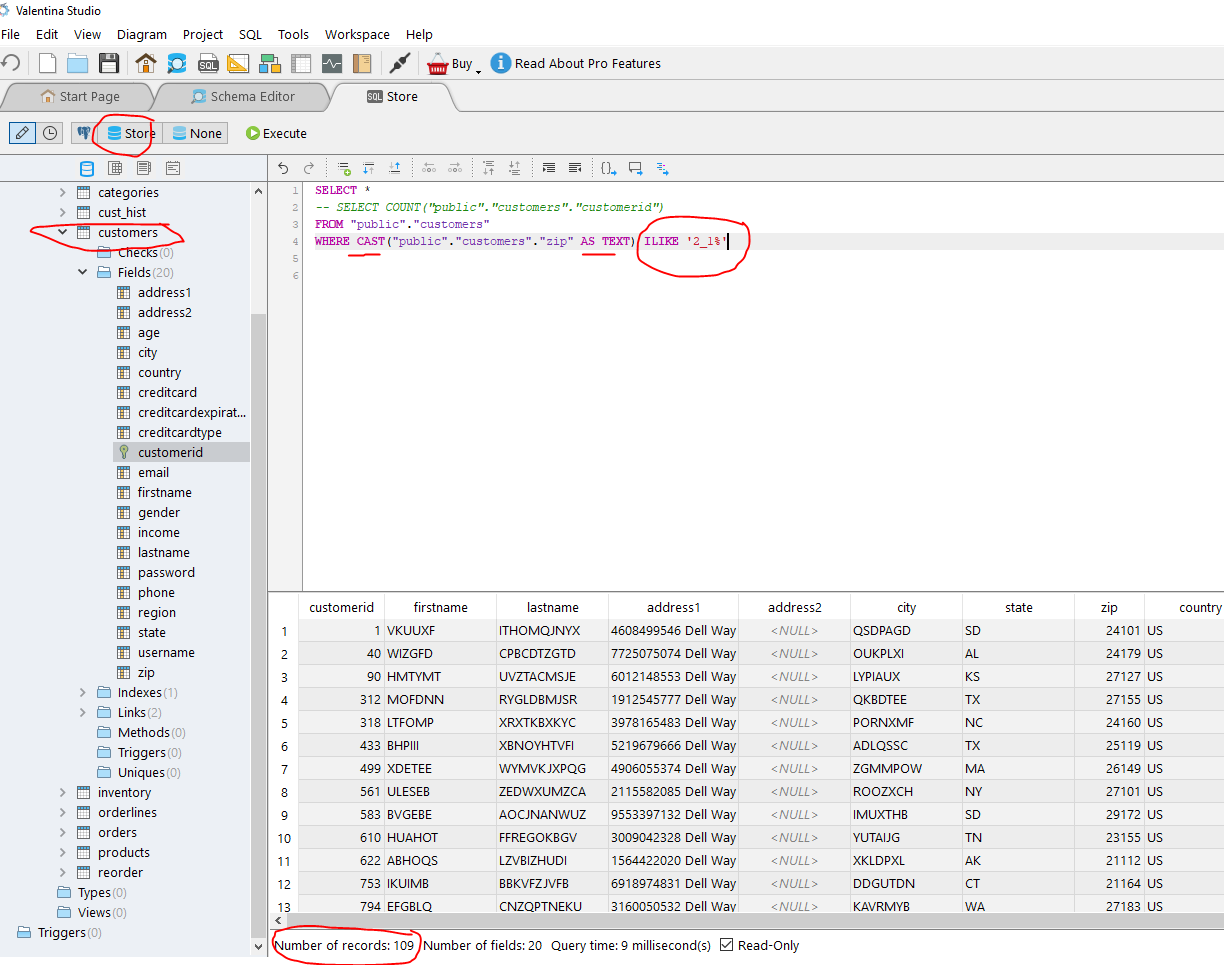 Valentina Studio
File Edit View Diagram Project SQL Tools Workspace Help
SQL Buy i Read About Pro Features
Start Page Schema Editor SQL Store
Store None Execute
categories
cust_hist
customers
Checks(0)
Fields(20)
address1
address2
age
city
country
creditcard
creditcardexpirat...
creditcardtype
customerid
email
firstname
gender
income
lastname
password
phone
region
state
username
zip
Indexes(1)
Links(2)
Methods(0)
Triggers(0)
Uniques(0)
inventory
orderlines
orders
products
reorder
Types(0)
Views(0)
Triggers(0)
1 SELECT *
2 -- SELECT COUNT("public"."customers"."customerid")
3 FROM "public"."customers"
4 WHERE CAST("public"."customers"."zip" AS TEXT) ILIKE '2_1%'
5
6
customerid firstname lastname address1 address2 city state zip country
1 1 VKUUXF ITHOMQJNYX 4608499546 Dell Way <NULL> QSDPAGD SD 24101 US
2 40 WIZGFD CPBCDTZGTD 7725075074 Dell Way <NULL> OUKPLXI AL 24179 US
3 90 HMTYMT UVZTACMSJE 6012148553 Dell Way <NULL> LYPIAUX KS 27127 US
4 312 MOFDNN RYGLDBMJSR 1912545777 Dell Way <NULL> QKBDTEE TX 27155 US
5 318 LTFOMP XRXTKBXKYC 3978165483 Dell Way <NULL> PORNXMF NC 24160 US
6 433 BHPIII XBNOYHTVFI 5219679666 Dell Way <NULL> ADLQSSC TX 25119 US
7 499 XDETEE WYMVKJXPQG 4906055374 Dell Way <NULL> ZGMMPOW MA 26149 US
8 561 ULESEB ZEDWXUMZCA 2115582085 Dell Way <NULL> ROOZXCH NY 27101 US
9 583 BVGEBE AOCJNANWUZ 9553397132 Dell Way <NULL> IMUXTHB SD 29172 US
10 610 HUAHOT FFREGOKBGV 3009042328 Dell Way <NULL> YUTAIJG TN 23155 US
11 622 ABHOQS LZVBIZHUDI 1564422020 Dell Way <NULL> XKLDPXL AK 21112 US
12 753 IKUIMB BBKVFZJVFB 6918974831 Dell Way <NULL> DDGUTDN CT 21164 US
13 794 EFGBLQ CNZQPTNEKU 3160050532 Dell Way <NULL> KAVRMYB WA 27183 US
Number of records: 109 Number of fields: 20 Query time: 9 millisecond(s) Read-Only